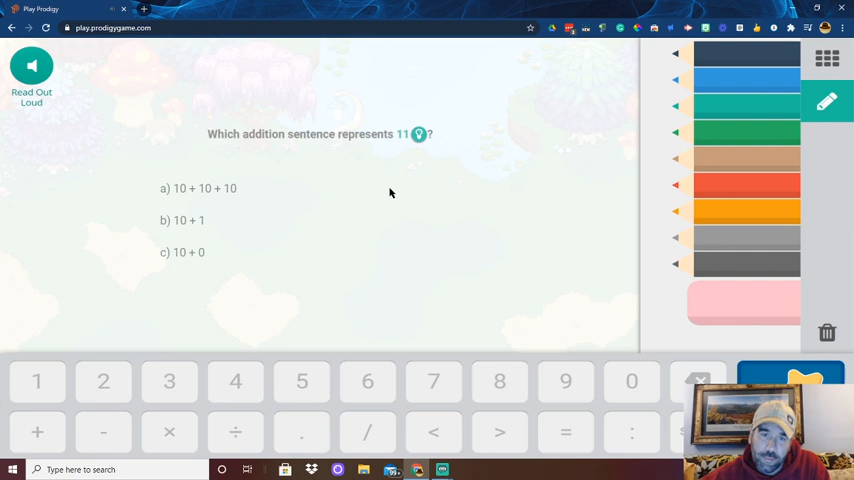 Play Prodigy
play.prodigygame.com
Read Out
Loud
Which addition sentence represents 11 ?
a) 10 + 10 + 10
b) 10 + 1
c) 10 + 0
1 2 3 4 5 6 7 8 9 0
+ - × ÷ . / < > = :
Type here to search